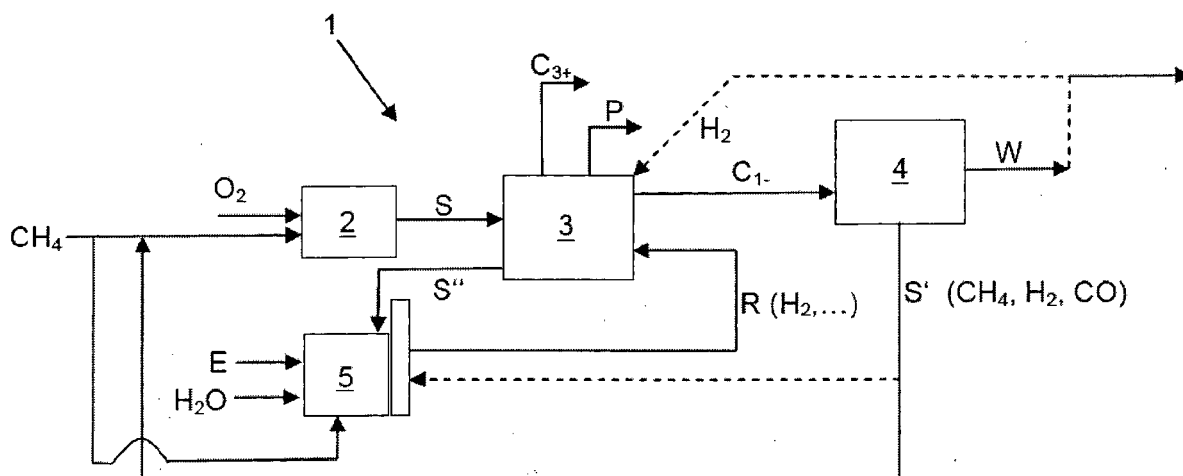 1
C₃₊
P
H₂
W
4
C₁₋
O₂
S
2
3
CH₄
S“
R (H₂,...)
S‘ (CH₄, H₂, CO)
E
5
H₂O